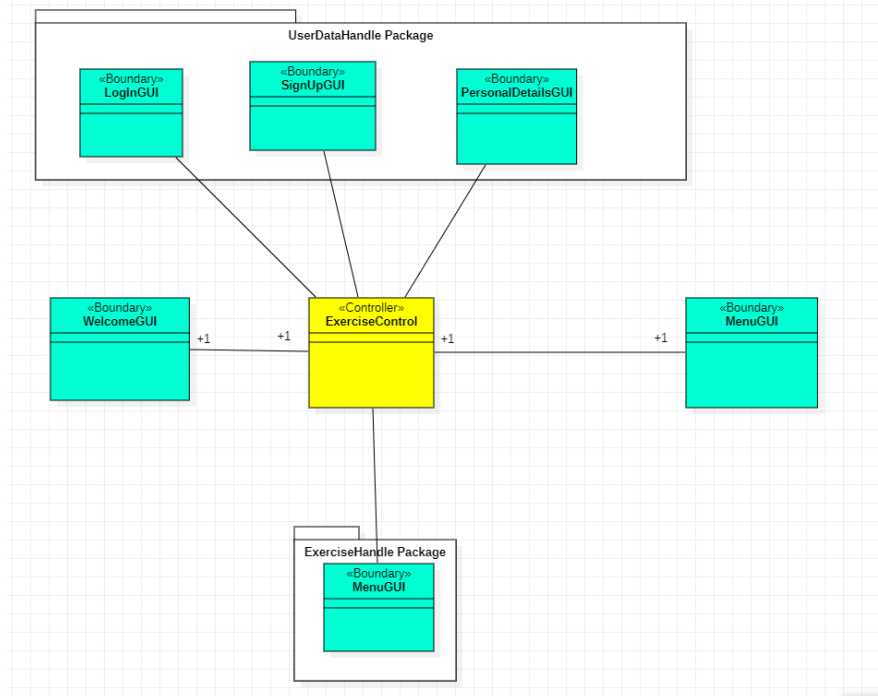 UserDataHandle Package
«Boundary»
LogInGUI
«Boundary»
SignUpGUI
«Boundary»
PersonalDetailsGUI
«Boundary»
WelcomeGUI
+1
+1
«Controller»
ExerciseControl
+1
+1
«Boundary»
MenuGUI
ExerciseHandle Package
«Boundary»
MenuGUI